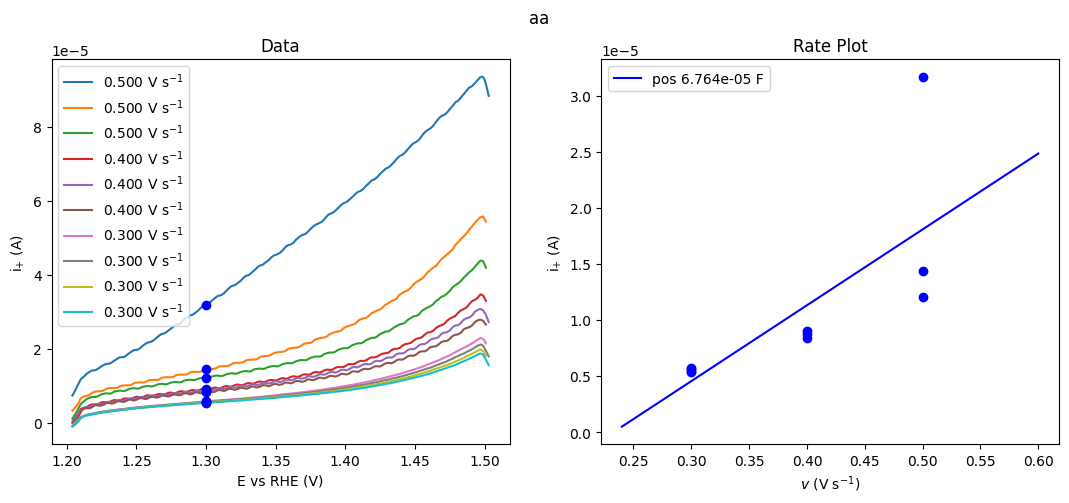 aa
Data
1e−5
0.500 V s⁻¹
0.500 V s⁻¹
0.500 V s⁻¹
0.400 V s⁻¹
0.400 V s⁻¹
0.400 V s⁻¹
0.300 V s⁻¹
0.300 V s⁻¹
0.300 V s⁻¹
0.300 V s⁻¹
8
6
4
2
0
i₊ (A)
1.20 1.25 1.30 1.35 1.40 1.45 1.50
E vs RHE (V)
Rate Plot
1e−5
pos 6.764e-05 F
3.0
2.5
2.0
1.5
1.0
0.5
0.0
i₊ (A)
0.25 0.30 0.35 0.40 0.45 0.50 0.55 0.60
v (V s⁻¹)